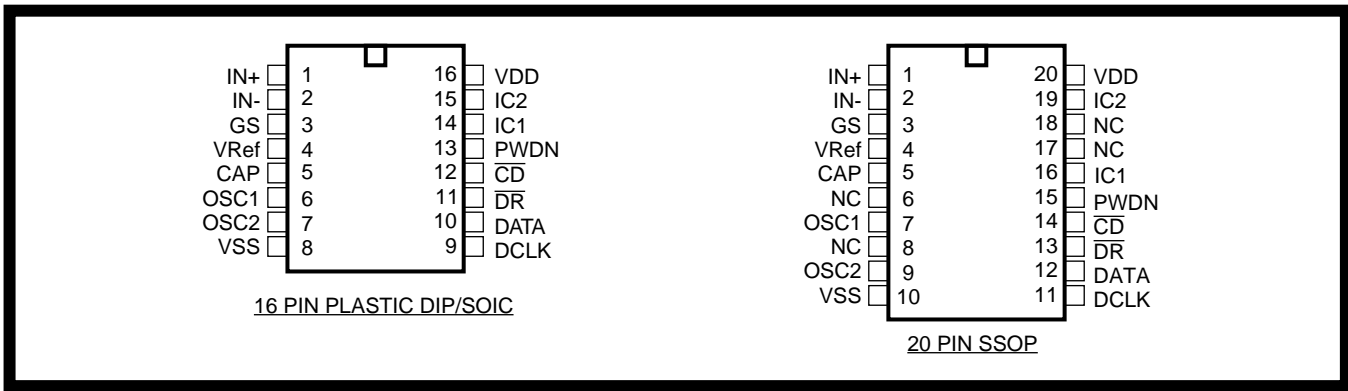 IN+ 1 16 VDD
IN- 2 15 IC2
GS 3 14 IC1
VRef 4 13 PWDN
CAP 5 12 C̅D̅
OSC1 6 11 D̅R̅
OSC2 7 10 DATA
VSS 8 9 DCLK
16 PIN PLASTIC DIP/SOIC
IN+ 1 20 VDD
IN- 2 19 IC2
GS 3 18 NC
VRef 4 17 NC
CAP 5 16 IC1
NC 6 15 PWDN
OSC1 7 14 C̅D̅
NC 8 13 D̅R̅
OSC2 9 12 DATA
VSS 10 11 DCLK
20 PIN SSOP